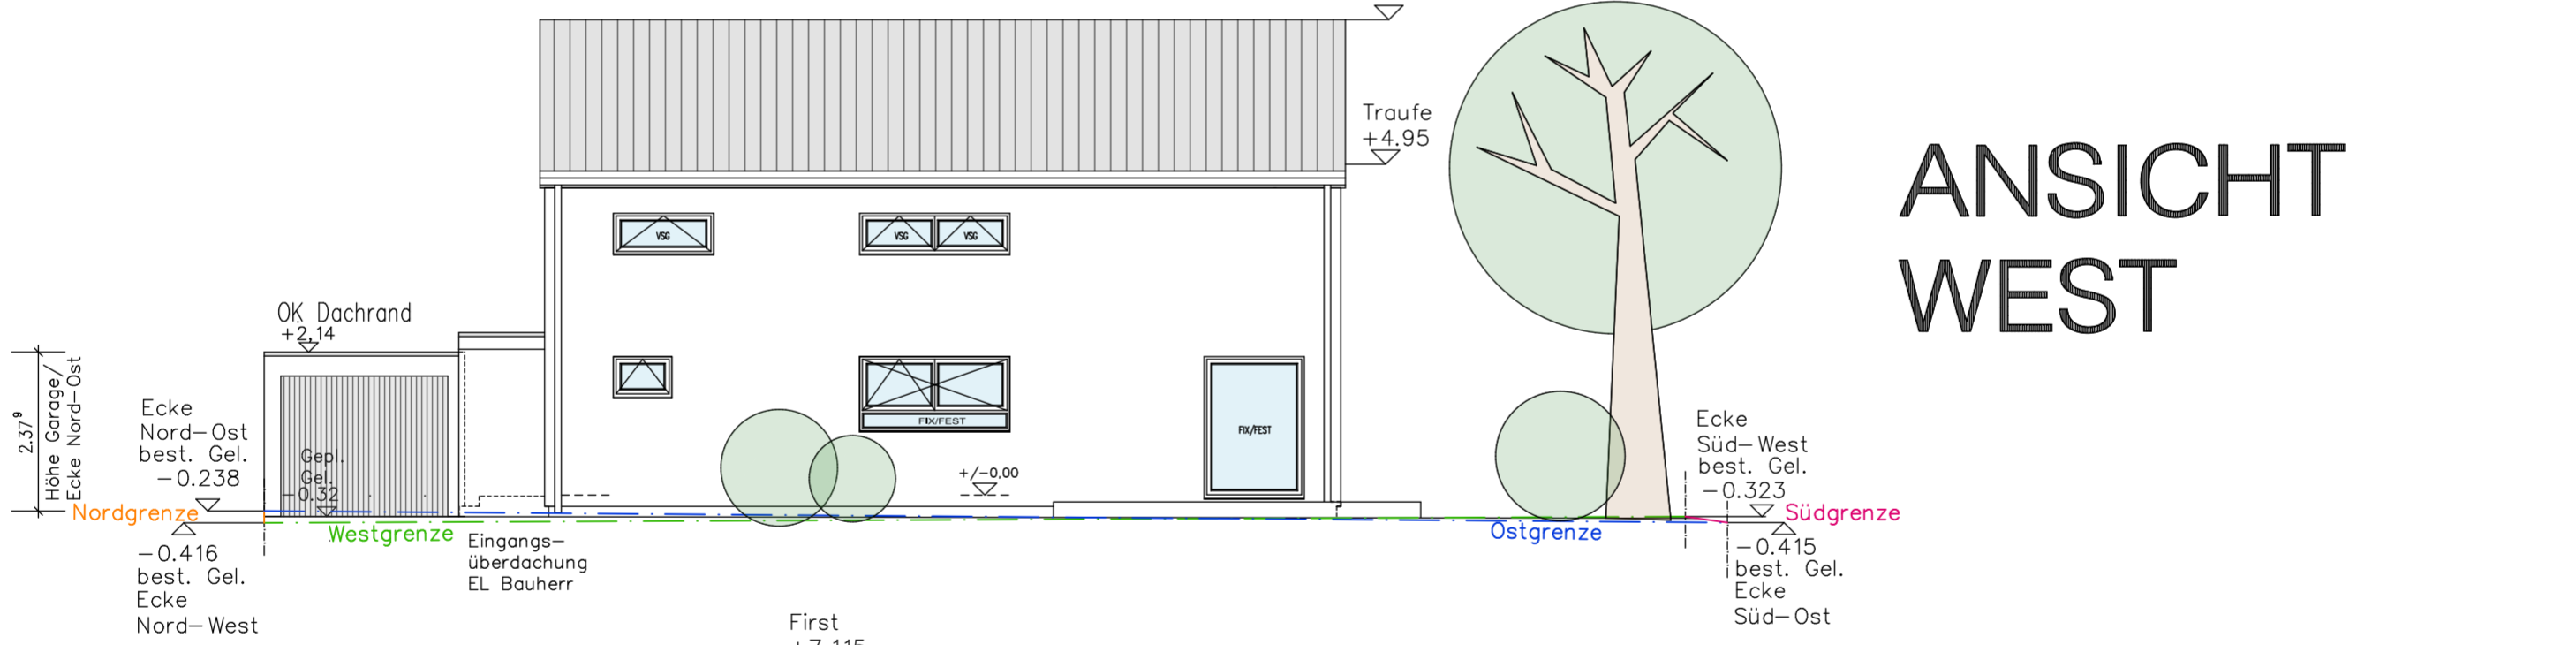 Traufe
+4.95
ANSICHT
WEST
VSG
VSG
VSG
OK Dachrand
+2,14
2.37⁹
Höhe Garage/
Ecke Nord-Ost
Ecke
Nord-Ost
best. Gel.
-0.238
Gepl.
Gel.
-0.32
FIX/FEST
FIX/FEST
+/-0,00
Ecke
Süd-West
best. Gel.
-0.323
Nordgrenze
Südgrenze
Westgrenze
Ostgrenze
-0.416
best. Gel.
Ecke
Nord-West
Eingangs-
überdachung
EL Bauherr
-0.415
best. Gel.
Ecke
Süd-Ost
First
+7.115